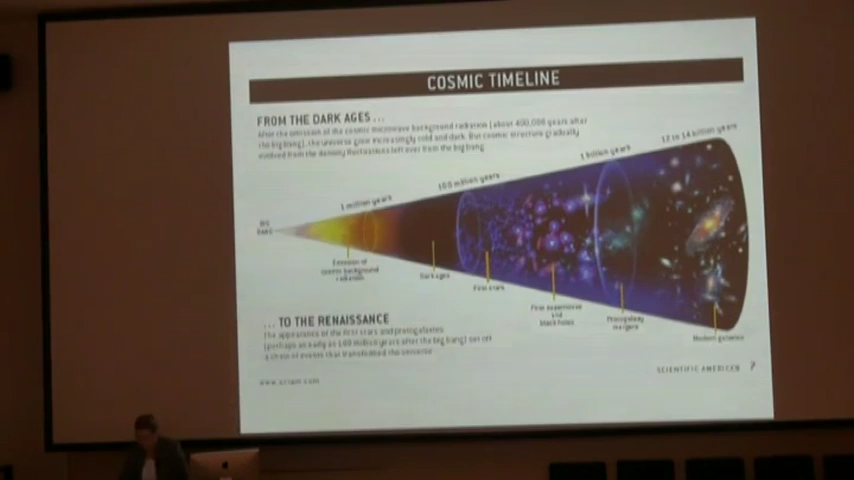 COSMIC TIMELINE
FROM THE DARK AGES ...
After the emission of the cosmic microwave background radiation (about 400,000 years after
the big bang), the universe grew increasingly cold and dark. But cosmic structure gradually
evolved from the density fluctuations left over from the big bang.
12 to 14 billion years
1 billion years
100 million years
1 million years
BIG
BANG
Emission of
cosmic background
radiation
Dark ages
First stars
First supernovae
and
black holes
Protogalaxy
mergers
Modern galaxies
... TO THE RENAISSANCE
The appearance of the first stars and protogalaxies
(perhaps as early as 100 million years after the big bang) set off
a chain of events that transformed the universe.
www.sciam.com
SCIENTIFIC AMERICAN 7